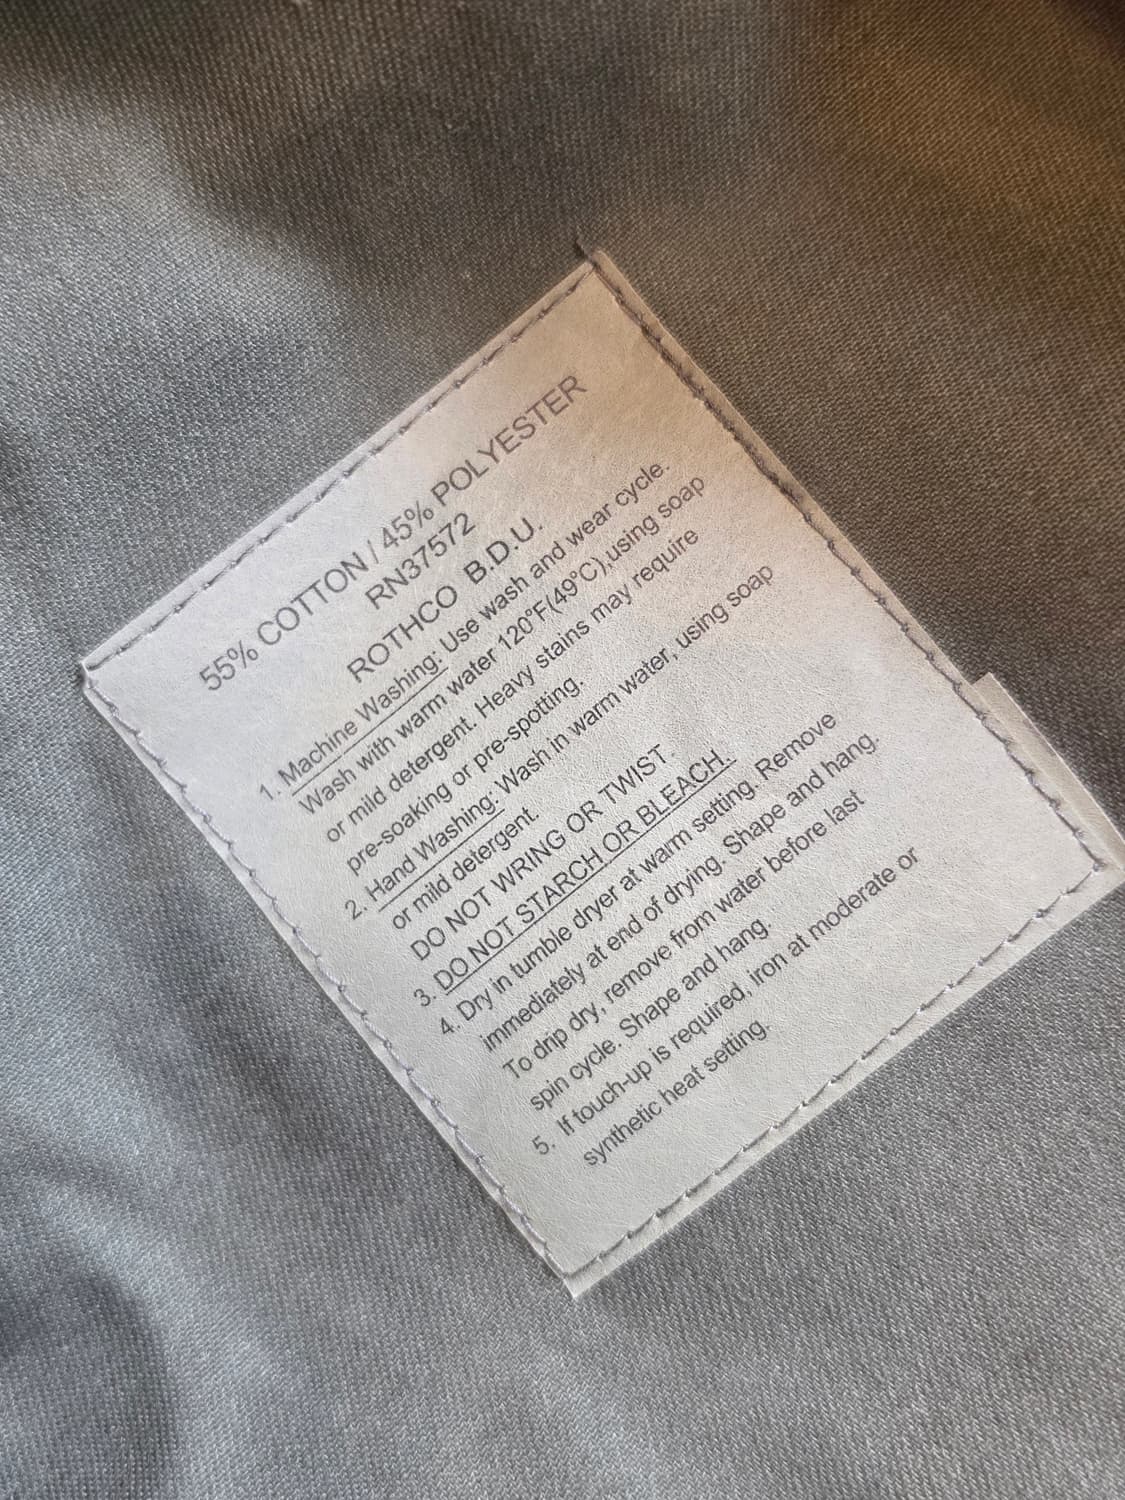 55% COTTON / 45% POLYESTER
RN37572
ROTHCO B.D.U.
1. Machine Washing: Use wash and wear cycle.
Wash with warm water 120°F(49°C),using soap
or mild detergent. Heavy stains may require
pre-soaking or pre-spotting.
2. Hand Washing: Wash in warm water, using soap
or mild detergent.
DO NOT WRING OR TWIST.
3. DO NOT STARCH OR BLEACH.
4. Dry in tumble dryer at warm setting. Remove
immediately at end of drying. Shape and hang.
To drip dry, remove from water before last
spin cycle. Shape and hang.
5. If touch-up is required, iron at moderate or
synthetic heat setting.